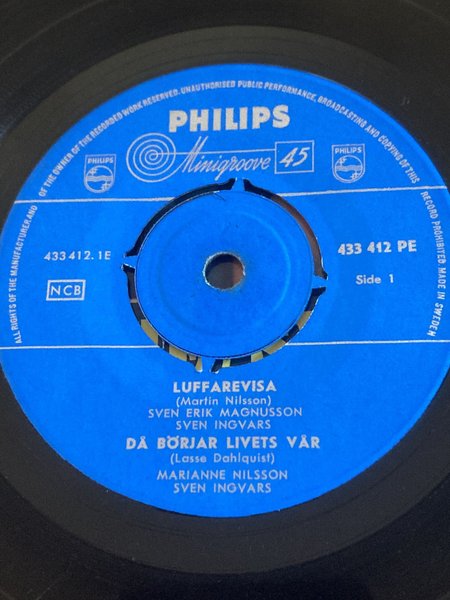 ALL RIGHTS OF THE MANUFACTURER AND OF THE OWNER OF THE RECORDED WORK RESERVED. UNAUTHORISED PUBLIC PERFORMANCE, BROADCASTING AND COPYING OF THIS RECORD PROHIBITED MADE IN SWEDEN
PHILIPS
Minigroove 45
PHILIPS
PHILIPS
433 412.1E
433 412 PE
NCB
Side 1
LUFFAREVISA
(Martin Nilsson)
SVEN ERIK MAGNUSSON
SVEN INGVARS
DÅ BÖRJAR LIVETS VÅR
(Lasse Dahlquist)
MARIANNE NILSSON
SVEN INGVARS